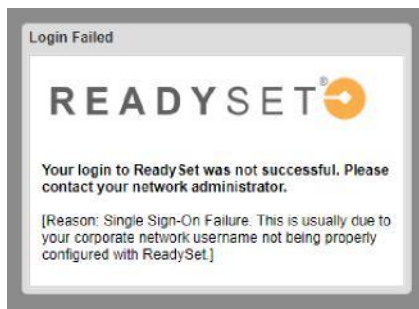 Login Failed
READYSET®
Your login to ReadySet was not successful. Please
contact your network administrator.
[Reason: Single Sign-On Failure. This is usually due to
your corporate network username not being properly
configured with ReadySet.]